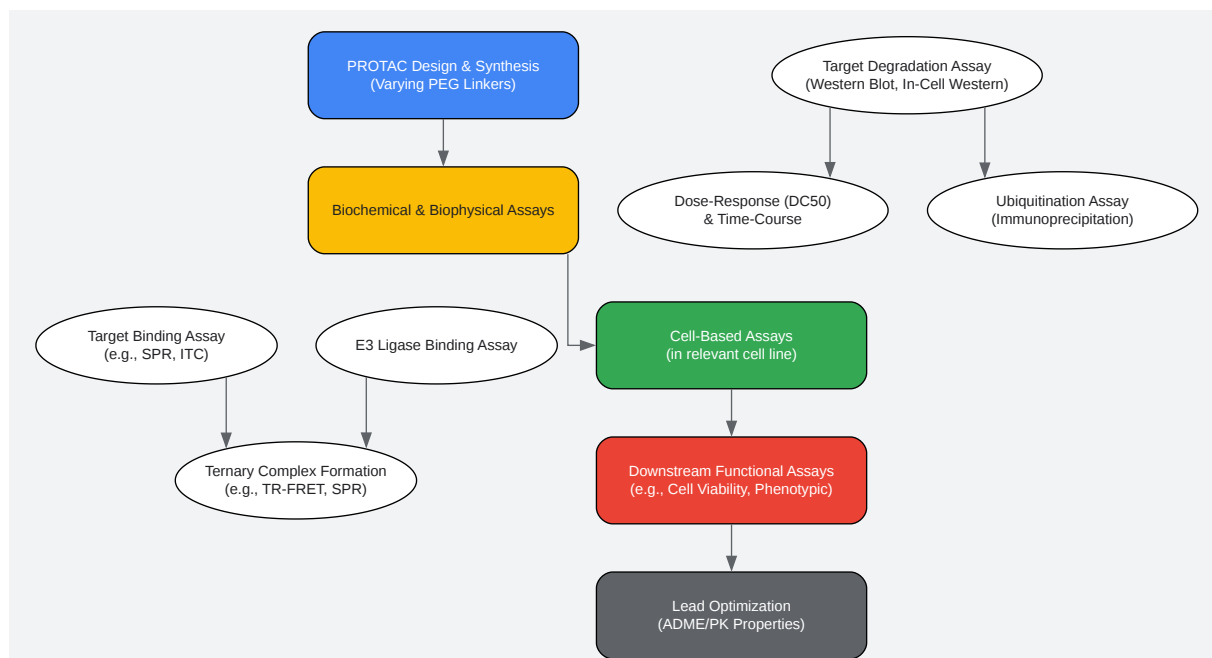 PROTAC Design & Synthesis
(Varying PEG Linkers)
Target Degradation Assay
(Western Blot, In-Cell Western)
Biochemical & Biophysical Assays
Dose-Response (DC50)
& Time-Course
Ubiquitination Assay
(Immunoprecipitation)
Target Binding Assay
(e.g., SPR, ITC)
E3 Ligase Binding Assay
Cell-Based Assays
(in relevant cell line)
Ternary Complex Formation
(e.g., TR-FRET, SPR)
Downstream Functional Assays
(e.g., Cell Viability, Phenotypic)
Lead Optimization
(ADME/PK Properties)